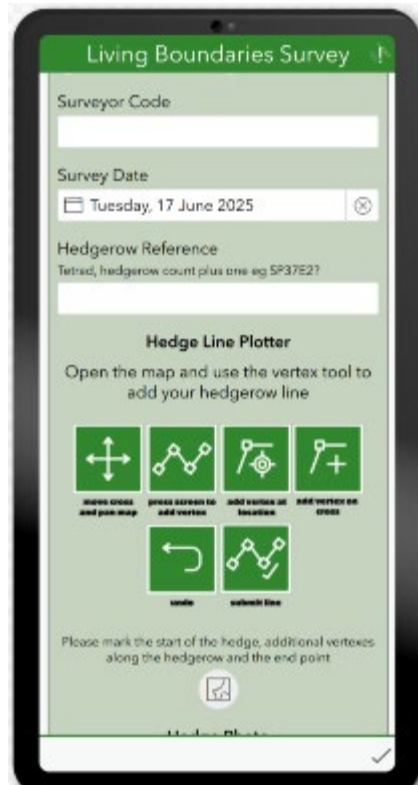 Living Boundaries Survey
Surveyor Code
Survey Date
Tuesday, 17 June 2025
Hedgerow Reference
Tetrad, hedgerow count plus one eg SP37E2?
Hedge Line Plotter
Open the map and use the vertex tool to
add your hedgerow line
move cross press screen to add vertex at add vertex on
and pan map add vertex location cross
undo submit line
Please mark the start of the hedge, additional vertexes
along the hedgerow and the end point
Hedge Photo